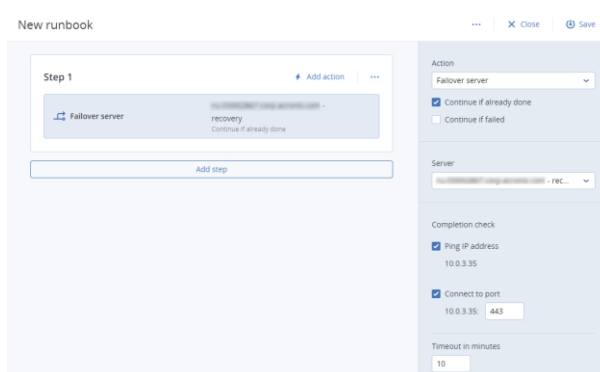 New runbook
··· Close Save
Step 1
Add action ···
Failover server
-
recovery
Continue if already done
Add step
Action
Failover server
Continue if already done
Continue if failed
Server
- rec...
Completion check
Ping IP address
10.0.3.35
Connect to port
10.0.3.35: 443
Timeout in minutes
10